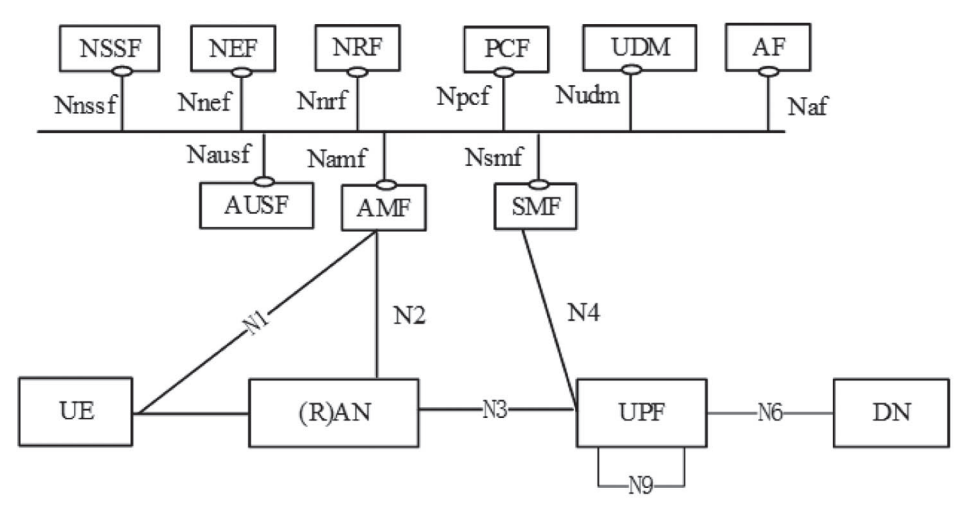 NSSF NEF NRF PCF UDM AF
Nnssf Nnef Nnrf Npcf Nudm Naf
Nausf Namf Nsmf
AUSF AMF SMF
N1 N2 N4
UE (R)AN N3 UPF N6 DN
N9